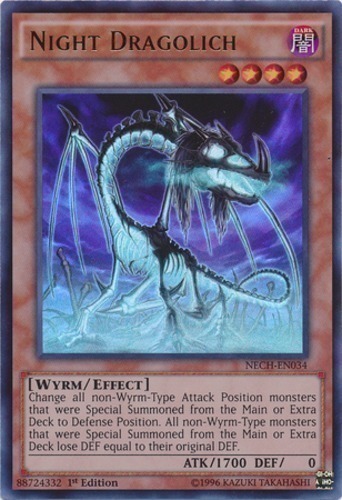 NIGHT DRAGOLICH
DARK
闇
NECH-EN034
[WYRM/EFFECT]
Change all non-Wyrm-Type Attack Position monsters
that were Special Summoned from the Main or Extra
Deck to Defense Position. All non-Wyrm-Type monsters
that were Special Summoned from the Main or Extra
Deck lose DEF equal to their original DEF.
ATK/1700 DEF/ 0
88724332 1st Edition ©1996 KAZUKI TAKAHASHI